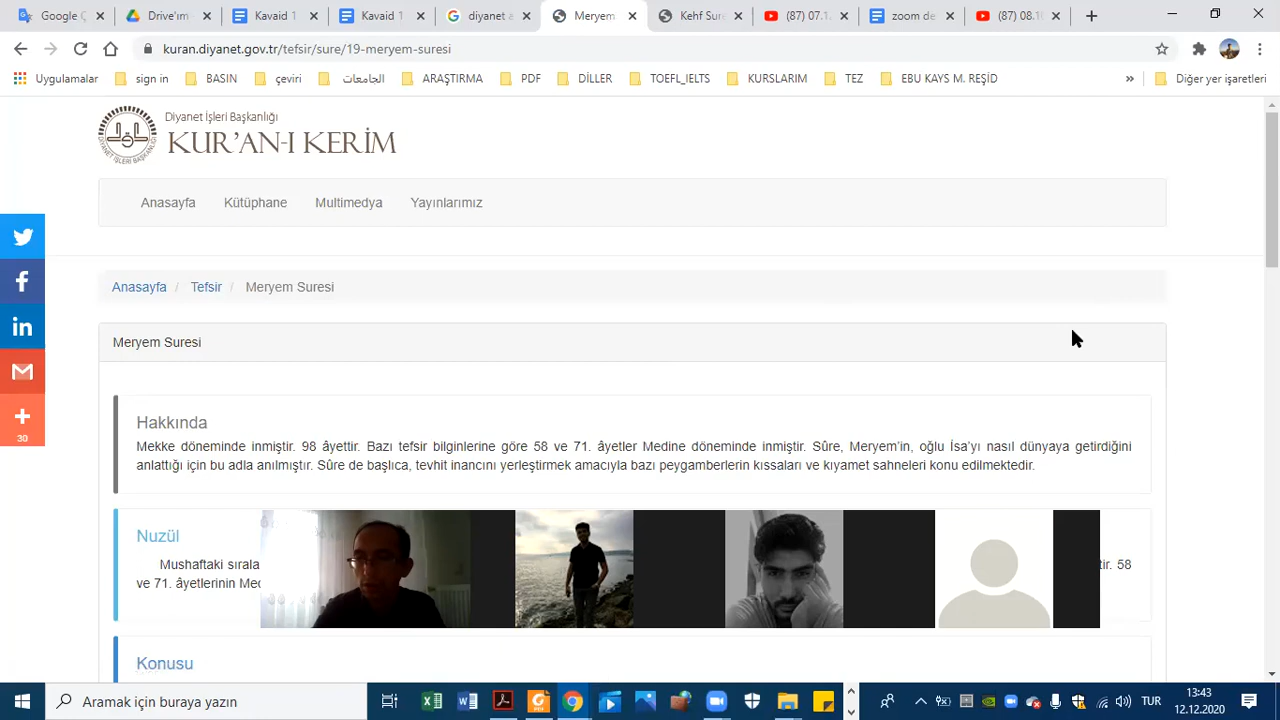 Google Ç
Drive'ım
Kavaid 1
Kavaid 1
diyanet a
Meryem
Kehf Sur
(87) 07.1
zoom de
(87) 08.1
kuran.diyanet.gov.tr/tefsir/sure/19-meryem-suresi
Uygulamalar
sign in
BASIN
çeviri
الجامعات
ARAŞTIRMA
PDF
DİLLER
TOEFL_IELTS
KURSLARIM
TEZ
EBU KAYS M. REŞİD
»
Diğer yer işaretleri
Diyanet İşleri Başkanlığı
KUR'AN-I KERİM
Anasayfa Kütüphane Multimedya Yayınlarımız
Anasayfa / Tefsir / Meryem Suresi
Meryem Suresi
Hakkında
Mekke döneminde inmiştir. 98 âyettir. Bazı tefsir bilginlerine göre 58 ve 71. âyetler Medine döneminde inmiştir. Sûre, Meryem'in, oğlu İsa'yı nasıl dünyaya getirdiğini
anlattığı için bu adla anılmıştır. Sûre de başlıca, tevhit inancını yerleştirmek amacıyla bazı peygamberlerin kıssaları ve kıyamet sahneleri konu edilmektedir.
30
Nuzül
Mushaftaki sırala tir. 58
ve 71. âyetlerinin Med
Konusu
Aramak için buraya yazın
TUR
13:43
12.12.2020